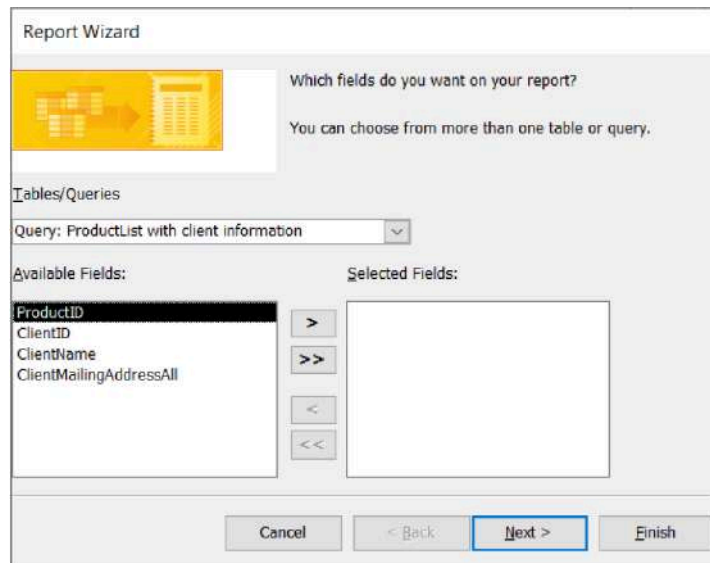 Report Wizard
Which fields do you want on your report?
You can choose from more than one table or query.
Tables/Queries
Query: ProductList with client information
Available Fields:
Selected Fields:
ProductID
ClientID
ClientName
ClientMailingAddressAll
>
>>
<
<<
Cancel
< Back
Next >
Finish